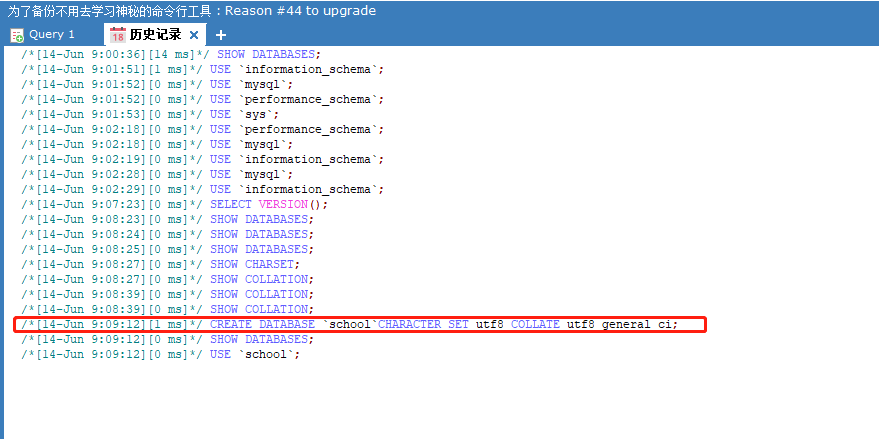 为了备份不用去学习神秘的命令行工具 : Reason #44 to upgrade
Query 1 18 历史记录 × +
/*[14-Jun 9:00:36][14 ms]*/ SHOW DATABASES;
/*[14-Jun 9:01:51][1 ms]*/ USE `information_schema`;
/*[14-Jun 9:01:52][0 ms]*/ USE `mysql`;
/*[14-Jun 9:01:52][0 ms]*/ USE `performance_schema`;
/*[14-Jun 9:01:53][0 ms]*/ USE `sys`;
/*[14-Jun 9:02:18][0 ms]*/ USE `performance_schema`;
/*[14-Jun 9:02:18][0 ms]*/ USE `mysql`;
/*[14-Jun 9:02:19][0 ms]*/ USE `information_schema`;
/*[14-Jun 9:02:28][0 ms]*/ USE `mysql`;
/*[14-Jun 9:02:29][0 ms]*/ USE `information_schema`;
/*[14-Jun 9:07:23][0 ms]*/ SELECT VERSION();
/*[14-Jun 9:08:23][0 ms]*/ SHOW DATABASES;
/*[14-Jun 9:08:24][0 ms]*/ SHOW DATABASES;
/*[14-Jun 9:08:25][0 ms]*/ SHOW DATABASES;
/*[14-Jun 9:08:27][0 ms]*/ SHOW CHARSET;
/*[14-Jun 9:08:27][0 ms]*/ SHOW COLLATION;
/*[14-Jun 9:08:39][0 ms]*/ SHOW COLLATION;
/*[14-Jun 9:08:39][0 ms]*/ SHOW COLLATION;
/*[14-Jun 9:09:12][1 ms]*/ CREATE DATABASE `school`CHARACTER SET utf8 COLLATE utf8_general_ci;
/*[14-Jun 9:09:12][0 ms]*/ SHOW DATABASES;
/*[14-Jun 9:09:12][0 ms]*/ USE `school`;